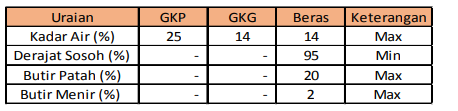 Uraian GKP GKG Beras Keterangan
Kadar Air (%) 25 14 14 Max
Derajat Sosoh (%) - - 95 Min
Butir Patah (%) - - 20 Max
Butir Menir (%) - - 2 Max